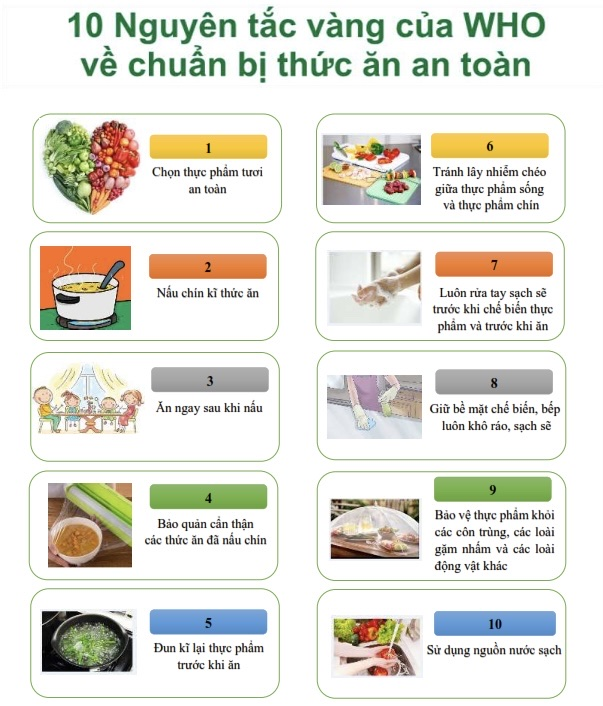 10 Nguyên tắc vàng của WHO
về chuẩn bị thức ăn an toàn
1
Chọn thực phẩm tươi
an toàn
2
Nấu chín kĩ thức ăn
3
Ăn ngay sau khi nấu
4
Bảo quản cẩn thận
các thức ăn đã nấu chín
5
Đun kĩ lại thực phẩm
trước khi ăn
6
Tránh lây nhiễm chéo
giữa thực phẩm sống
và thực phẩm chín
7
Luôn rửa tay sạch sẽ
trước khi chế biến thực
phẩm và trước khi ăn
8
Giữ bề mặt chế biến, bếp
luôn khô ráo, sạch sẽ
9
Bảo vệ thực phẩm khỏi
các côn trùng, các loài
gặm nhấm và các loài
động vật khác
10
Sử dụng nguồn nước sạch